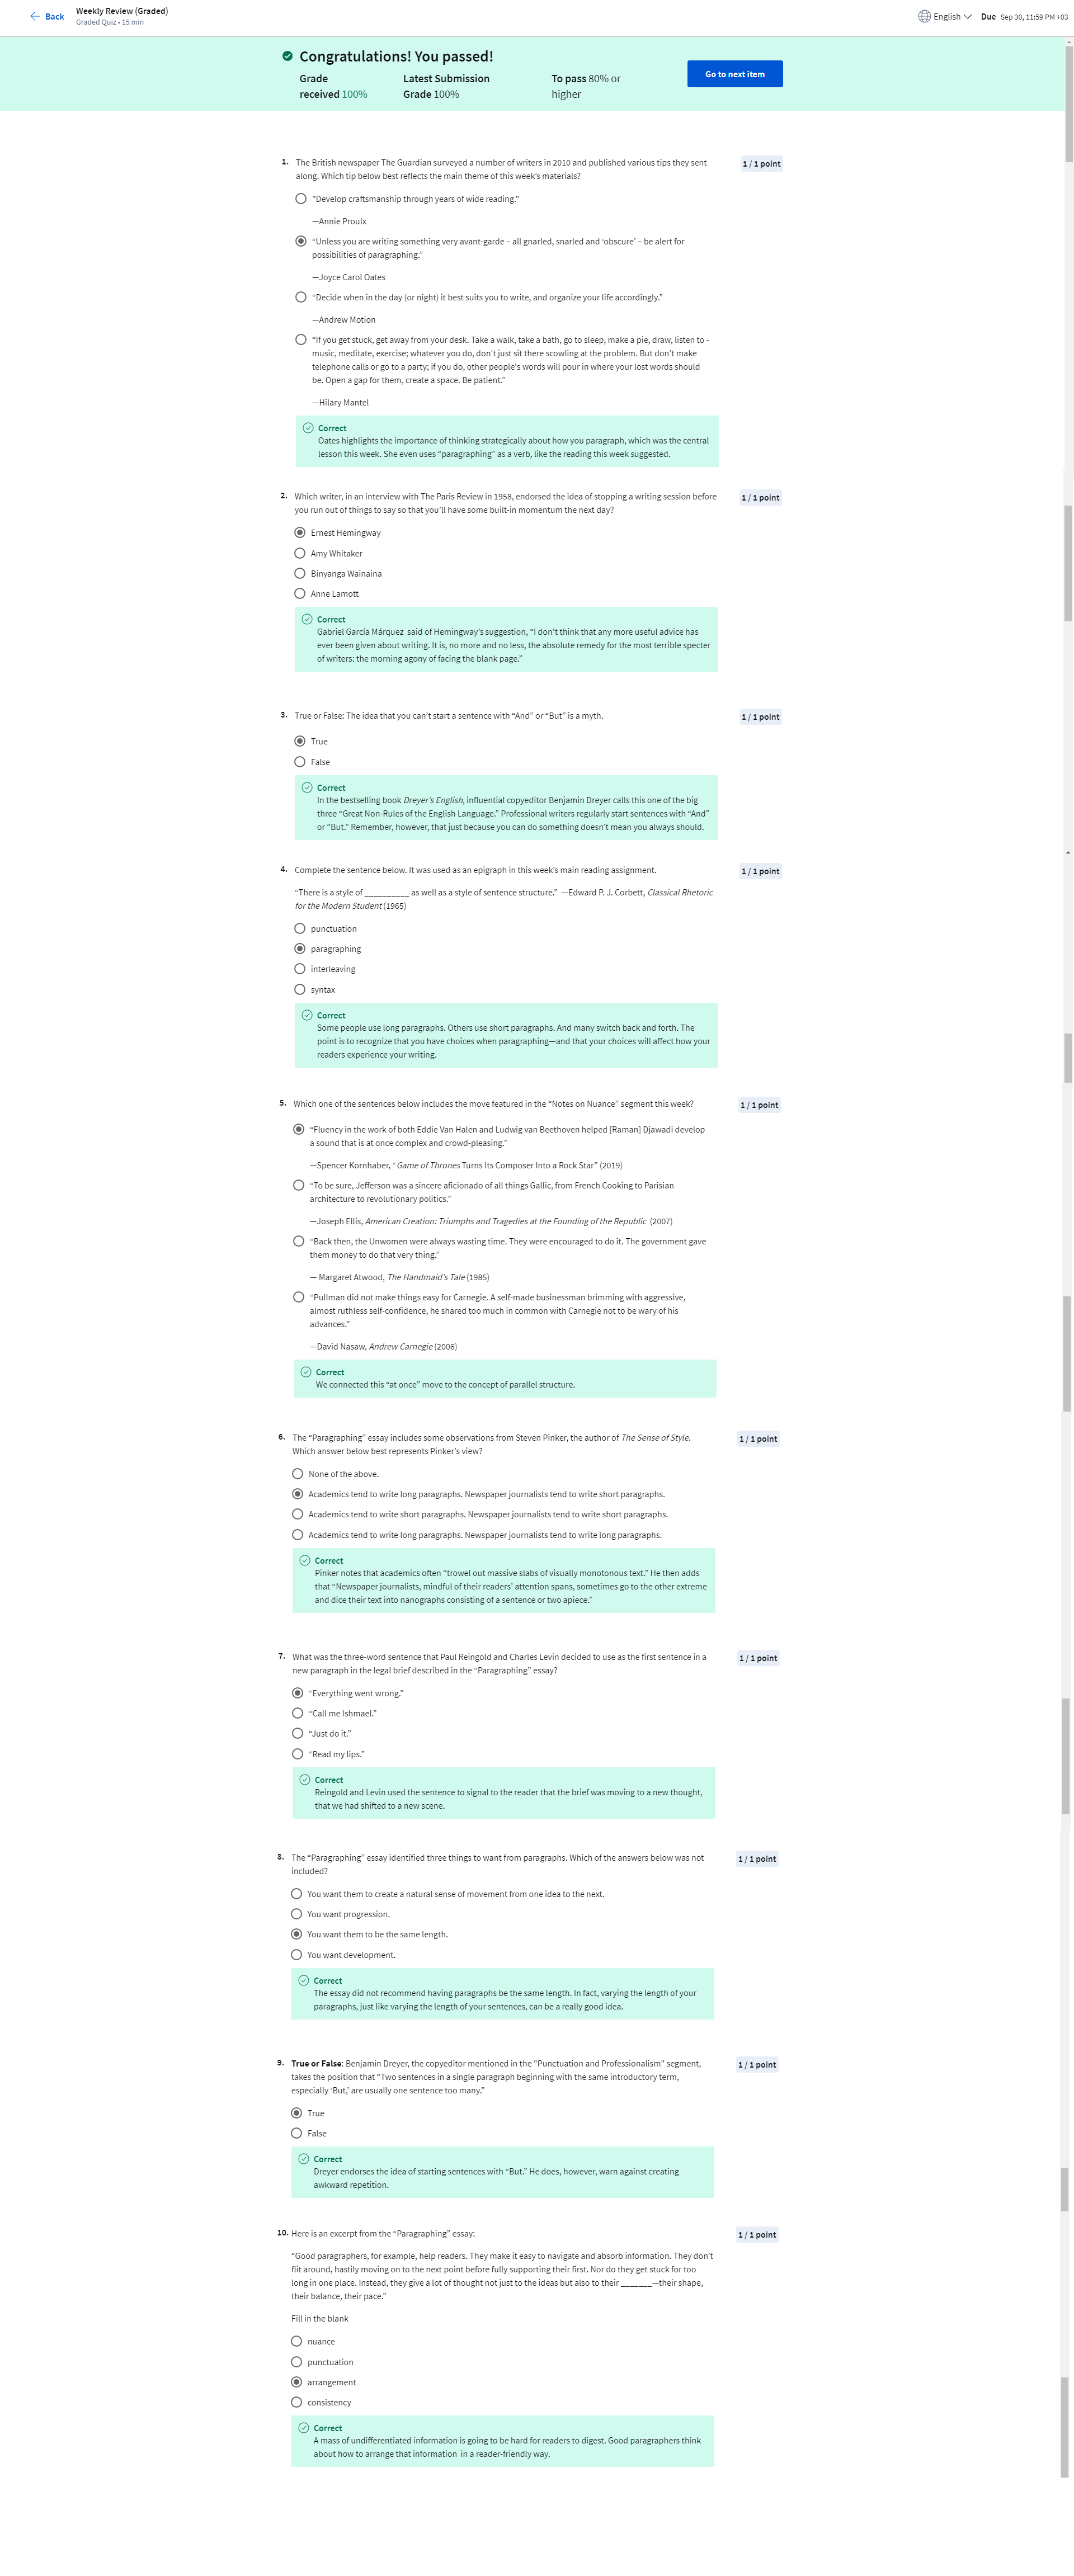 Back
Weekly Review (Graded)
Graded Quiz • 15 min
English
Due Sep 30, 11:59 PM +03
Congratulations! You passed!
Grade received 100%
Latest Submission Grade 100%
To pass 80% or higher
Go to next item
1. The British newspaper The Guardian surveyed a number of writers in 2010 and published various tips they sent
along. Which tip below best reflects the main theme of this week's materials?
1 / 1 point
"Develop craftsmanship through years of wide reading."
—Annie Proulx
“Unless you are writing something very avant-garde – all gnarled, snarled and ‘obscure’ – be alert for
possibilities of paragraphing.”
—Joyce Carol Oates
“Decide when in the day (or night) it best suits you to write, and organize your life accordingly.”
—Andrew Motion
“If you get stuck, get away from your desk. Take a walk, take a bath, go to sleep, make a pie, draw, listen to -
music, meditate, exercise; whatever you do, don't just sit there scowling at the problem. But don't make
telephone calls or go to a party; if you do, other people's words will pour in where your lost words should
be. Open a gap for them, create a space. Be patient.”
—Hilary Mantel
Correct
Oates highlights the importance of thinking strategically about how you paragraph, which was the central
lesson this week. She even uses “paragraphing” as a verb, like the reading this week suggested.
2. Which writer, in an interview with The Paris Review in 1958, endorsed the idea of stopping a writing session before
you run out of things to say so that you’ll have some built-in momentum the next day?
1 / 1 point
Ernest Hemingway
Amy Whitaker
Binyanga Wainaina
Anne Lamott
Correct
Gabriel García Márquez said of Hemingway’s suggestion, “I don’t think that any more useful advice has
ever been given about writing. It is, no more and no less, the absolute remedy for the most terrible specter
of writers: the morning agony of facing the blank page.”
3. True or False: The idea that you can’t start a sentence with “And” or “But” is a myth.
1 / 1 point
True
False
Correct
In the bestselling book Dreyer’s English, influential copyeditor Benjamin Dreyer calls this one of the big
three “Great Non-Rules of the English Language.” Professional writers regularly start sentences with “And”
or “But.” Remember, however, that just because you can do something doesn’t mean you always should.
4. Complete the sentence below. It was used as an epigraph in this week’s main reading assignment.
1 / 1 point
“There is a style of __________ as well as a style of sentence structure.” —Edward P. J. Corbett, Classical Rhetoric
for the Modern Student (1965)
punctuation
paragraphing
interleaving
syntax
Correct
Some people use long paragraphs. Others use short paragraphs. And many switch back and forth. The
point is to recognize that you have choices when paragraphing—and that your choices will affect how your
readers experience your writing.
5. Which one of the sentences below includes the move featured in the “Notes on Nuance” segment this week?
1 / 1 point
“Fluency in the work of both Eddie Van Halen and Ludwig van Beethoven helped [Raman] Djawadi develop
a sound that is at once complex and crowd-pleasing.”
—Spencer Kornhaber, “Game of Thrones Turns Its Composer Into a Rock Star” (2019)
“To be sure, Jefferson was a sincere aficionado of all things Gallic, from French Cooking to Parisian
architecture to revolutionary politics.”
—Joseph Ellis, American Creation: Triumphs and Tragedies at the Founding of the Republic (2007)
“Back then, the Unwomen were always wasting time. They were encouraged to do it. The government gave
them money to do that very thing.”
— Margaret Atwood, The Handmaid’s Tale (1985)
“Pullman did not make things easy for Carnegie. A self-made businessman brimming with aggressive,
almost ruthless self-confidence, he shared too much in common with Carnegie not to be wary of his
advances.”
—David Nasaw, Andrew Carnegie (2006)
Correct
We connected this “at once” move to the concept of parallel structure.
6. The “Paragraphing” essay includes some observations from Steven Pinker, the author of The Sense of Style.
Which answer below best represents Pinker’s view?
1 / 1 point
None of the above.
Academics tend to write long paragraphs. Newspaper journalists tend to write short paragraphs.
Academics tend to write short paragraphs. Newspaper journalists tend to write short paragraphs.
Academics tend to write long paragraphs. Newspaper journalists tend to write long paragraphs.
Correct
Pinker notes that academics often “trowel out massive slabs of visually monotonous text.” He then adds
that “Newspaper journalists, mindful of their readers’ attention spans, sometimes go to the other extreme
and dice their text into nanographs consisting of a sentence or two apiece.”
7. What was the three-word sentence that Paul Reingold and Charles Levin decided to use as the first sentence in a
new paragraph in the legal brief described in the “Paragraphing” essay?
1 / 1 point
“Everything went wrong.”
“Call me Ishmael.”
“Just do it.”
“Read my lips.”
Correct
Reingold and Levin used the sentence to signal to the reader that the brief was moving to a new thought,
that we had shifted to a new scene.
8. The “Paragraphing” essay identified three things to want from paragraphs. Which of the answers below was not
included?
1 / 1 point
You want them to create a natural sense of movement from one idea to the next.
You want progression.
You want them to be the same length.
You want development.
Correct
The essay did not recommend having paragraphs be the same length. In fact, varying the length of your
paragraphs, just like varying the length of your sentences, can be a really good idea.
9. True or False: Benjamin Dreyer, the copyeditor mentioned in the "Punctuation and Professionalism" segment,
takes the position that “Two sentences in a single paragraph beginning with the same introductory term,
especially ‘But,’ are usually one sentence too many.”
1 / 1 point
True
False
Correct
Dreyer endorses the idea of starting sentences with “But.” He does, however, warn against creating
awkward repetition.
10. Here is an excerpt from the “Paragraphing” essay:
1 / 1 point
“Good paragraphers, for example, help readers. They make it easy to navigate and absorb information. They don’t
flit around, hastily moving on to the next point before fully supporting their first. Nor do they get stuck for too
long in one place. Instead, they give a lot of thought not just to the ideas but also to their _______—their shape,
their balance, their pace.”
Fill in the blank
nuance
punctuation
arrangement
consistency
Correct
A mass of undifferentiated information is going to be hard for readers to digest. Good paragraphers think
about how to arrange that information in a reader-friendly way.